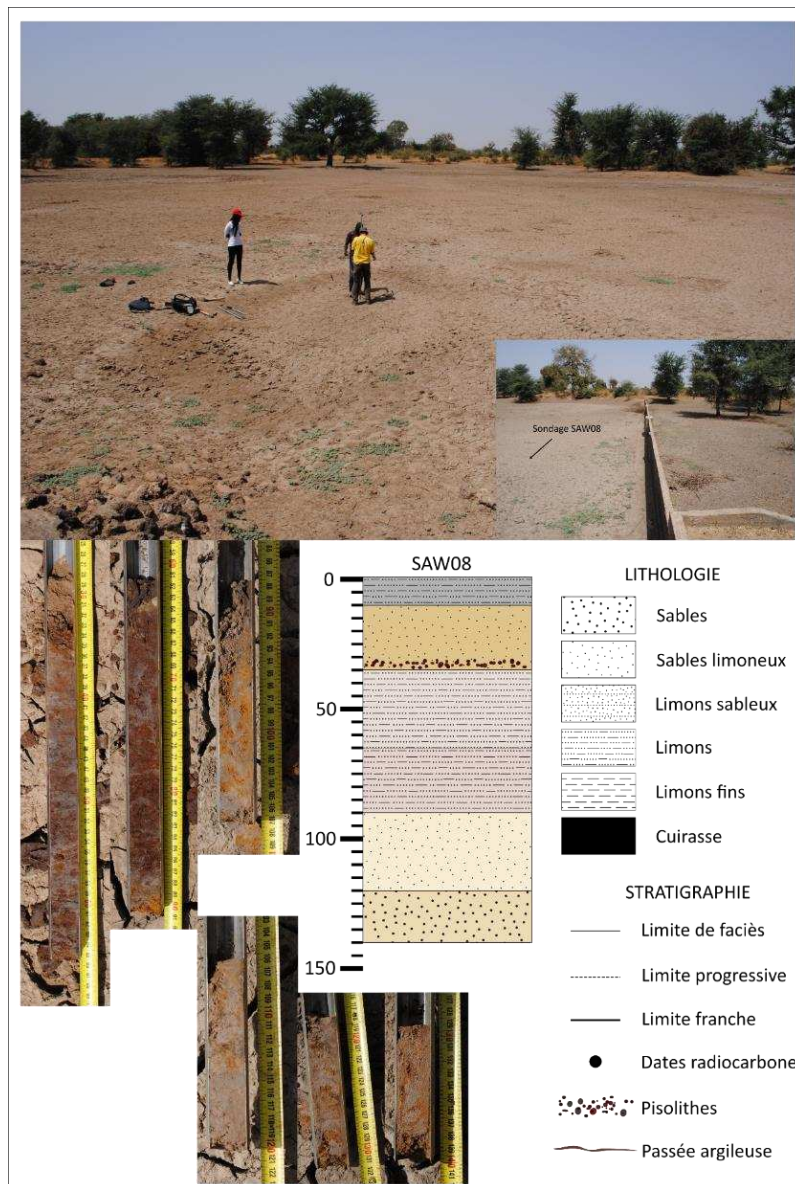 Sondage SAW08
SAW08
0
50
100
150
LITHOLOGIE
Sables
Sables limoneux
Limons sableux
Limons
Limons fins
Cuirasse
STRATIGRAPHIE
Limite de faciès
Limite progressive
Limite franche
Dates radiocarbone
Pisolithes
Passée argileuse